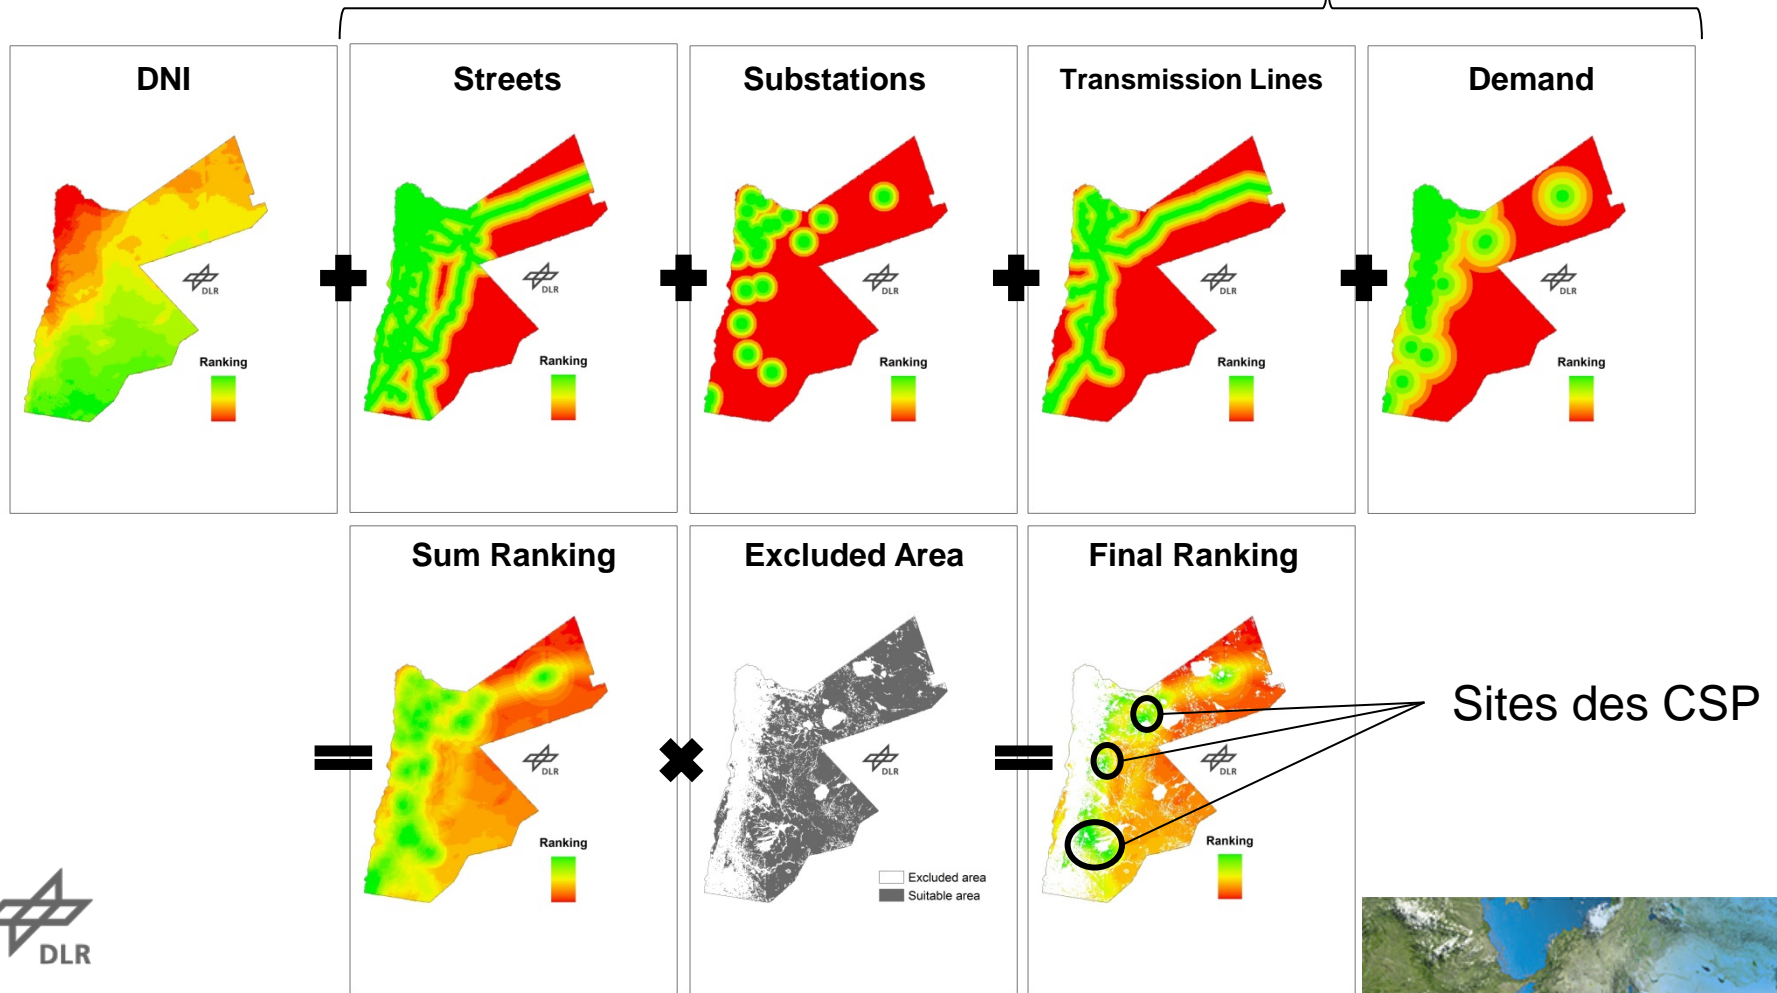 DNI
Streets
Substations
Transmission Lines
Demand
DLR
DLR
DLR
DLR
Ranking
Ranking
Ranking
Ranking
Ranking
Sum Ranking
Excluded Area
Final Ranking
Sites des CSP
DLR
DLR
DLR
Ranking
Excluded area
Suitable area
Ranking
DLR